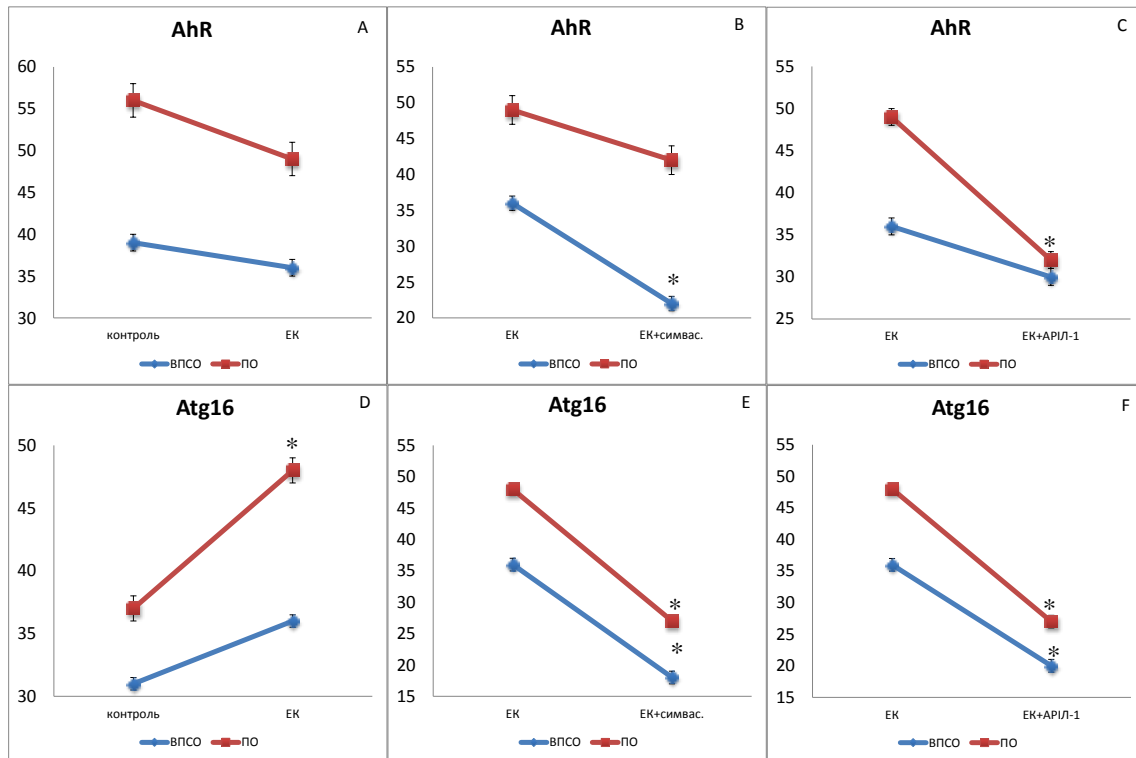 AhR A
60
55
50
45
40
35
30
контроль ЕК
ВПСО ПО
AhR B
55
50
45
40
35
30
25
20
*
ЕК ЕК+симвас.
ВПСО ПО
AhR C
55
50
45
40
35
30
25
*
ЕК ЕК+АРІЛ-1
ВПСО ПО
Atg16 D
50
45
40
35
30
*
контроль ЕК
ВПСО ПО
Atg16 E
55
50
45
40
35
30
25
20
15
*
*
ЕК ЕК+симвас.
ВПСО ПО
Atg16 F
55
50
45
40
35
30
25
20
15
*
*
ЕК ЕК+АРІЛ-1
ВПСО ПО